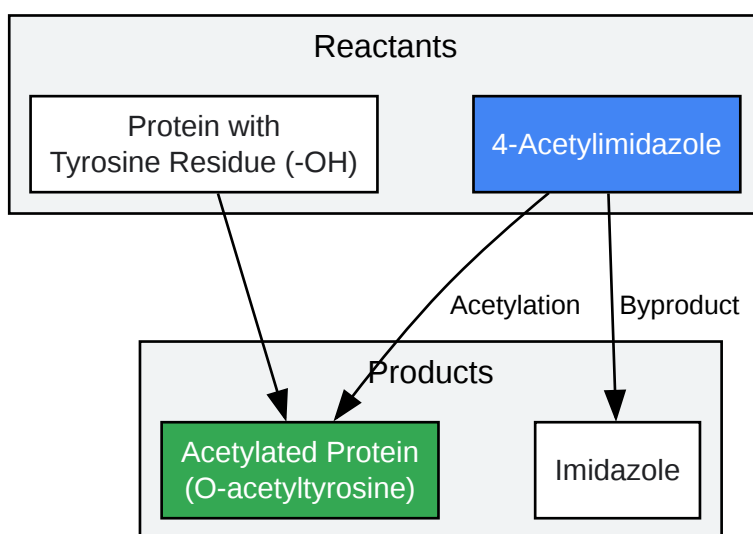 Reactants
Protein with
Tyrosine Residue (-OH)
4-Acetylimidazole
Acetylation
Byproduct
Products
Acetylated Protein
(O-acetyltyrosine)
Imidazole